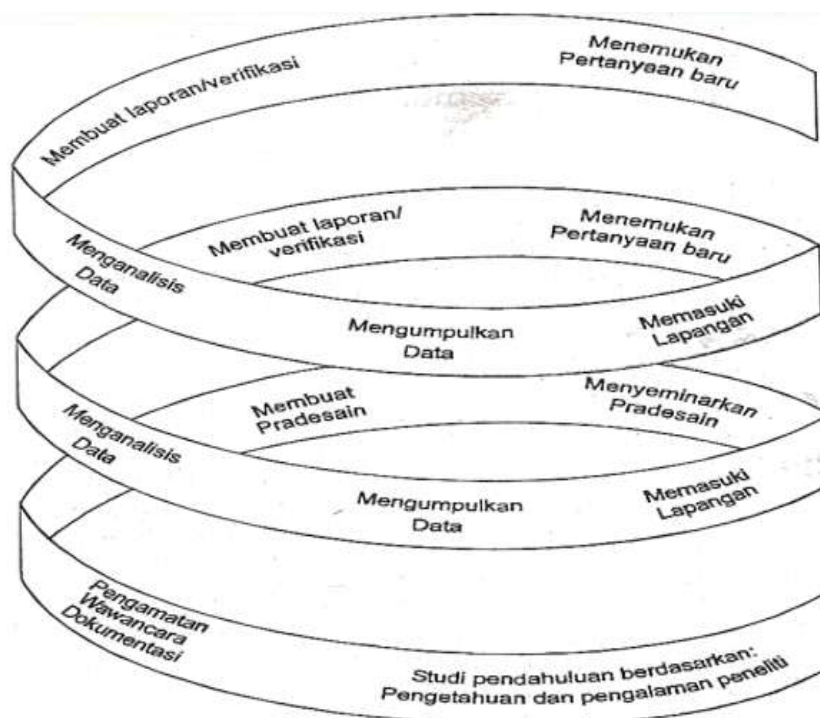 Menemukan
Pertanyaan baru
Membuat laporan/verifikasi
Membuat laporan/
verifikasi
Menemukan
Pertanyaan baru
Menganalisis
Data
Mengumpulkan
Data
Memasuki
Lapangan
Membuat
Pradesain
Menyeminarkan
Pradesain
Menganalisis
Data
Mengumpulkan
Data
Memasuki
Lapangan
Pengamatan
Wawancara
Dokumentasi
Studi pendahuluan berdasarkan:
Pengetahuan dan pengalaman peneliti